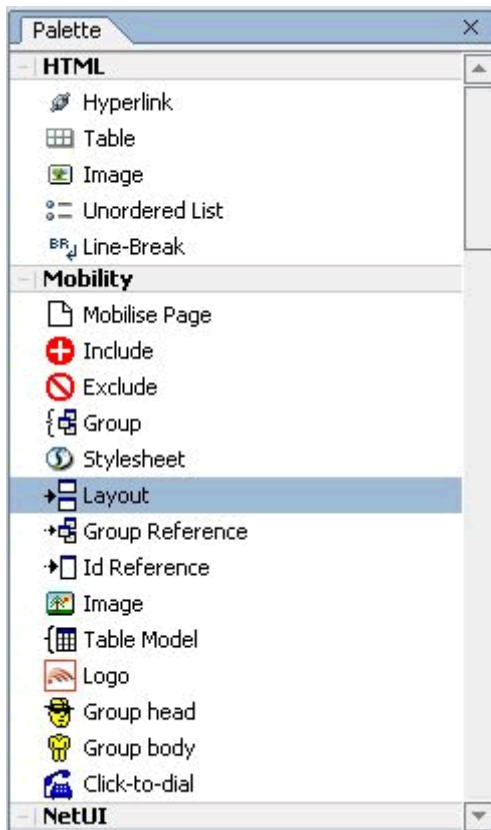 Palette
HTML
Hyperlink
Table
Image
Unordered List
BR Line-Break
Mobility
Mobilise Page
Include
Exclude
Group
Stylesheet
Layout
Group Reference
Id Reference
Image
Table Model
Logo
Group head
Group body
Click-to-dial
NetUI